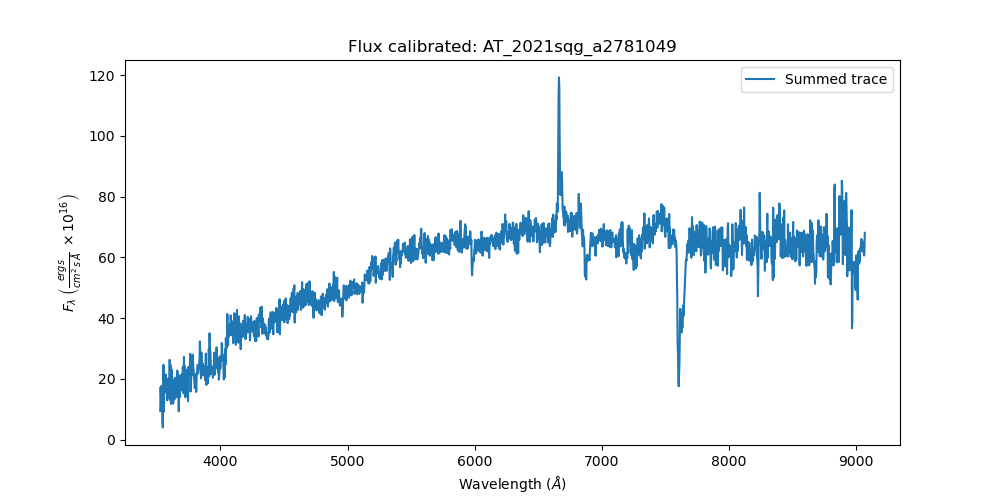 Flux calibrated: AT_2021sqg_a2781049
Summed trace
120
100
80
60
40
20
0
F_λ (ergs / cm² s Å × 10¹⁶)
4000 5000 6000 7000 8000 9000
Wavelength (Å)